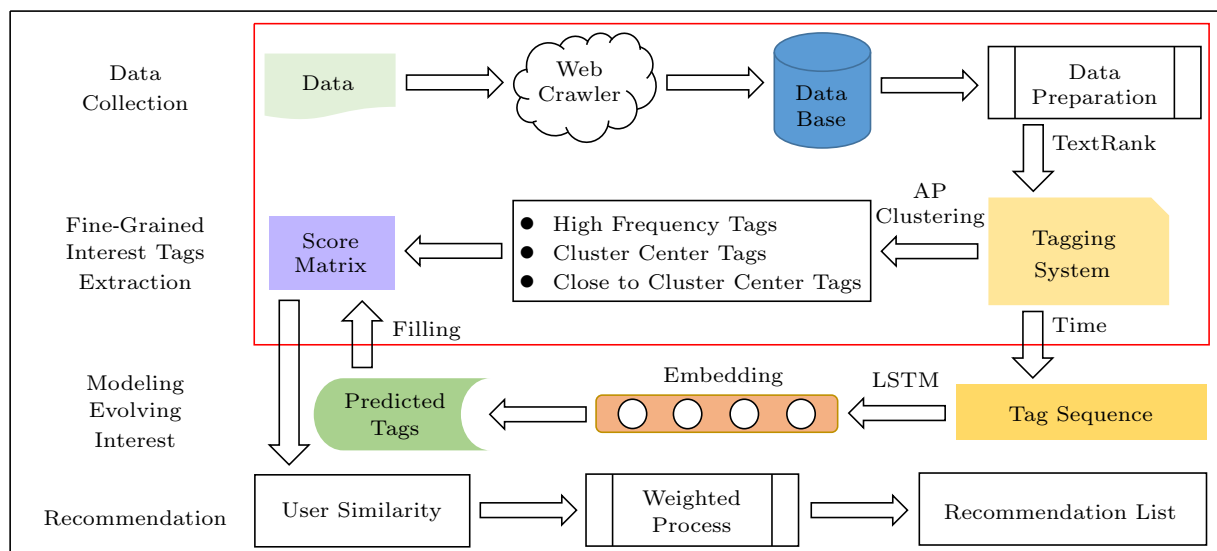 Data
Collection
Data
Web
Crawler
Data
Base
Data
Preparation
TextRank
Fine-Grained
Interest Tags
Extraction
Score
Matrix
● High Frequency Tags
● Cluster Center Tags
● Close to Cluster Center Tags
AP
Clustering
Tagging
System
Filling
Time
Modeling
Evolving
Interest
Predicted
Tags
Embedding
LSTM
Tag Sequence
Recommendation
User Similarity
Weighted
Process
Recommendation List